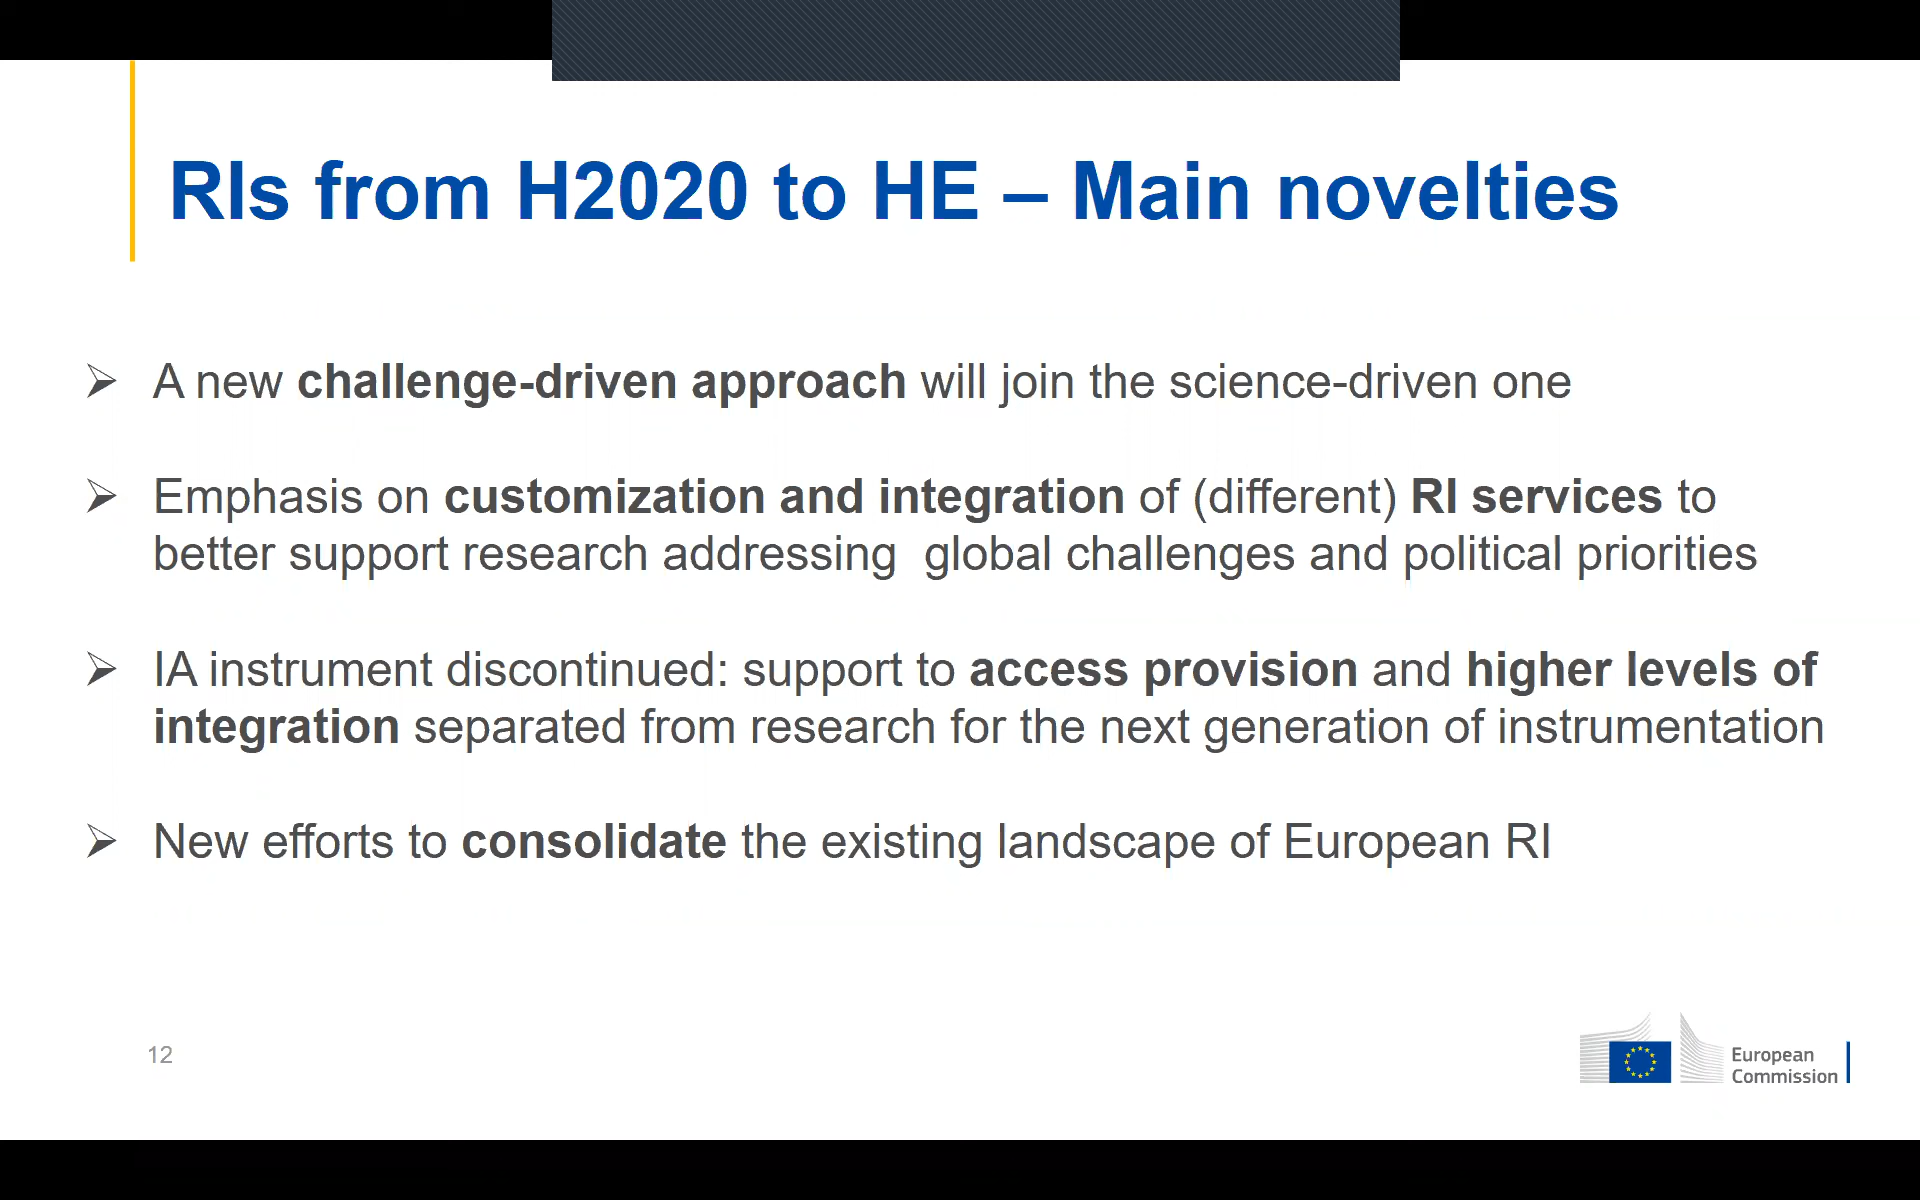 RIs from H2020 to HE – Main novelties
➢ A new challenge-driven approach will join the science-driven one
➢ Emphasis on customization and integration of (different) RI services to
better support research addressing  global challenges and political priorities
➢ IA instrument discontinued: support to access provision and higher levels of
integration separated from research for the next generation of instrumentation
➢ New efforts to consolidate the existing landscape of European RI
12
European
Commission